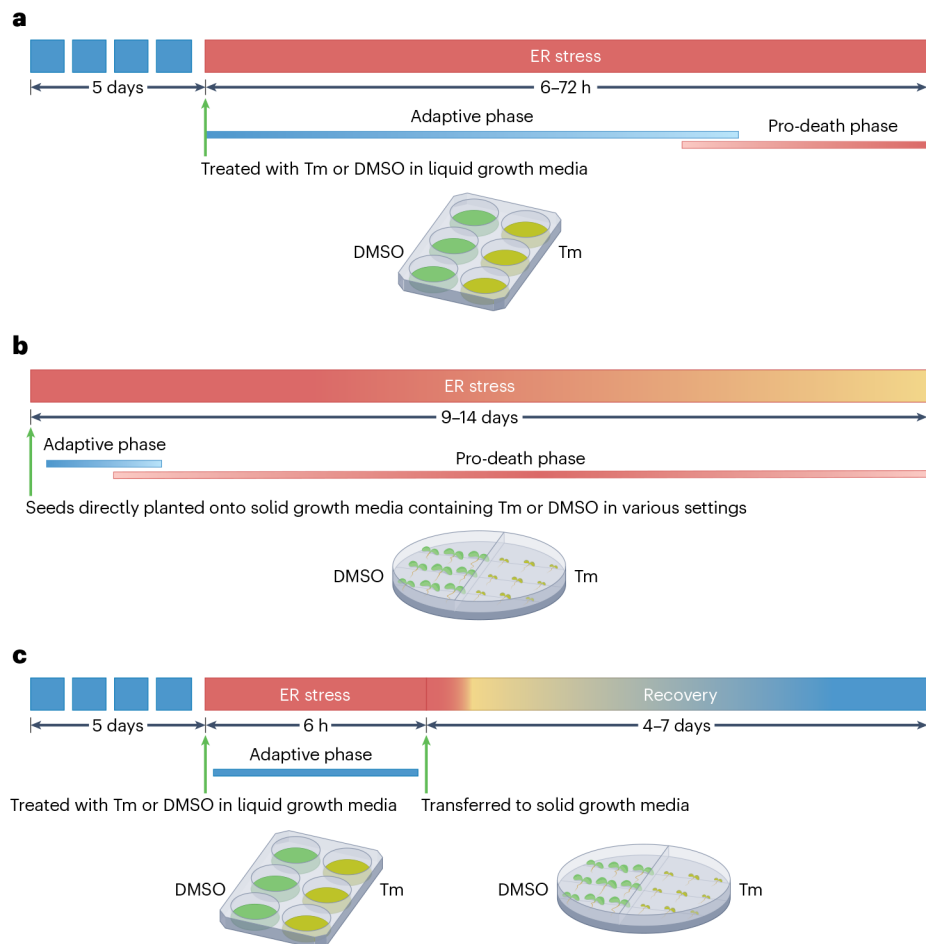 a
ER stress
5 days
6–72 h
Adaptive phase
Pro-death phase
Treated with Tm or DMSO in liquid growth media
DMSO
Tm
b
ER stress
9–14 days
Adaptive phase
Pro-death phase
Seeds directly planted onto solid growth media containing Tm or DMSO in various settings
DMSO
Tm
c
ER stress
Recovery
5 days
6 h
4–7 days
Adaptive phase
Treated with Tm or DMSO in liquid growth media
Transferred to solid growth media
DMSO
Tm
DMSO
Tm